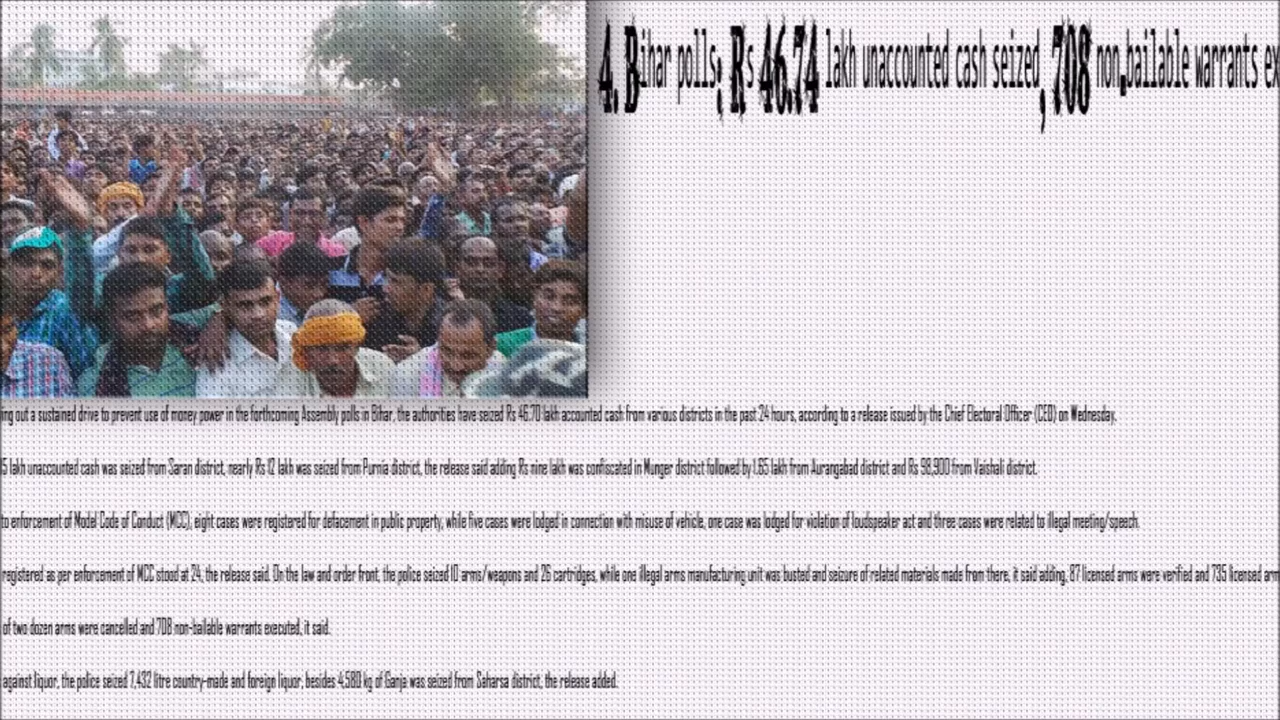 4. Bihar polls: Rs 46.74 lakh unaccounted cash seized, 708 non-bailable warrants ex
ing out a sustained drive to prevent use of money power in the forthcoming Assembly polls in Bihar, the authorities have seized Rs 46.70 lakh accounted cash from various districts in the past 24 hours, according to a release issued by the Chief Electoral Officer (CEO) on Wednesday.
5 lakh unaccounted cash was seized from Saran district, nearly Rs 12 lakh was seized from Purnia district, the release said adding Rs nine lakh was confiscated in Munger district followed by 1.65 lakh from Aurangabad district and Rs 98,900 from Vaishali district.
to enforcement of Model Code of Conduct (MCC), eight cases were registered for defacement in public property, while five cases were lodged in connection with misuse of vehicle, one case was lodged for violation of loudspeaker act and three cases were related to illegal meeting/speech.
registered as per enforcement of MCC stood at 24, the release said. On the law and order front, the police seized 10 arms/weapons and 26 cartridges, while one illegal arms manufacturing unit was busted and seizure of related materials made from there, it said adding, 87 licensed arms were verified and 735 licensed arm
of two dozen arms were cancelled and 708 non-bailable warrants executed, it said.
against liquor, the police seized 7,432 litre country-made and foreign liquor, besides 4,580 kg of Ganja was seized from Saharsa district, the release added.